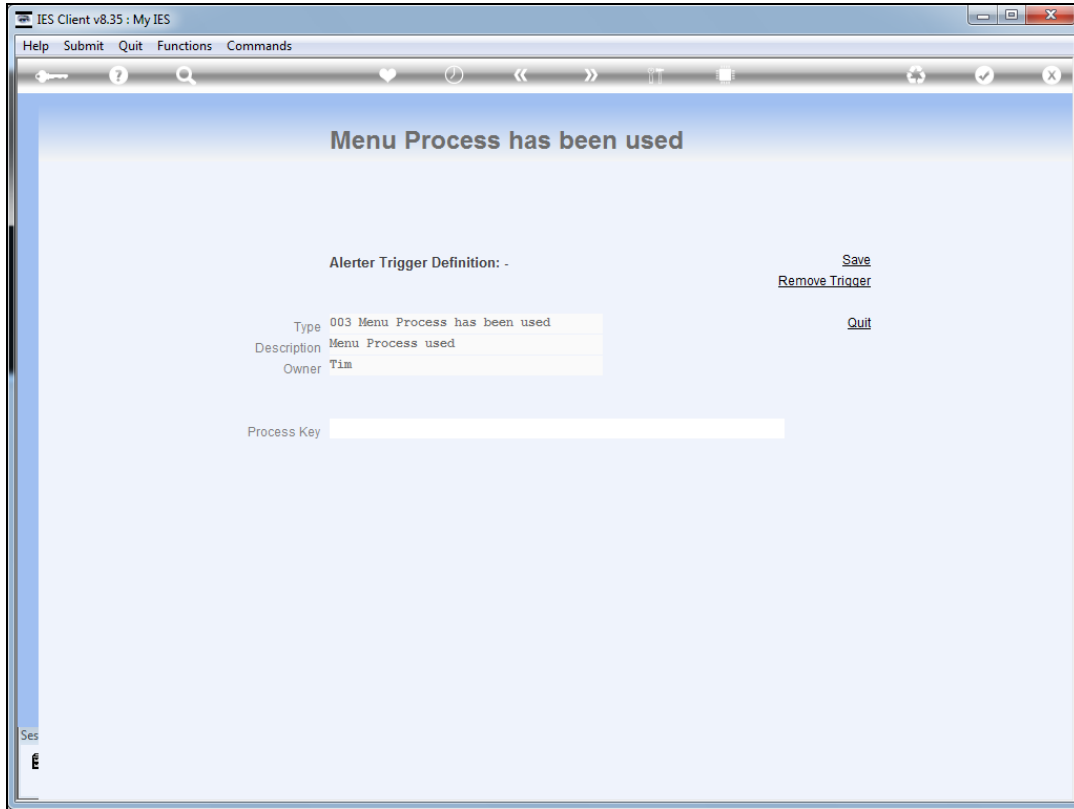 IES Client v8.35 : My IES
Help Submit Quit Functions Commands
Menu Process has been used
Alerter Trigger Definition: -
Save
Remove Trigger
Type 003 Menu Process has been used
Quit
Description Menu Process used
Owner Tim
Process Key
Ses